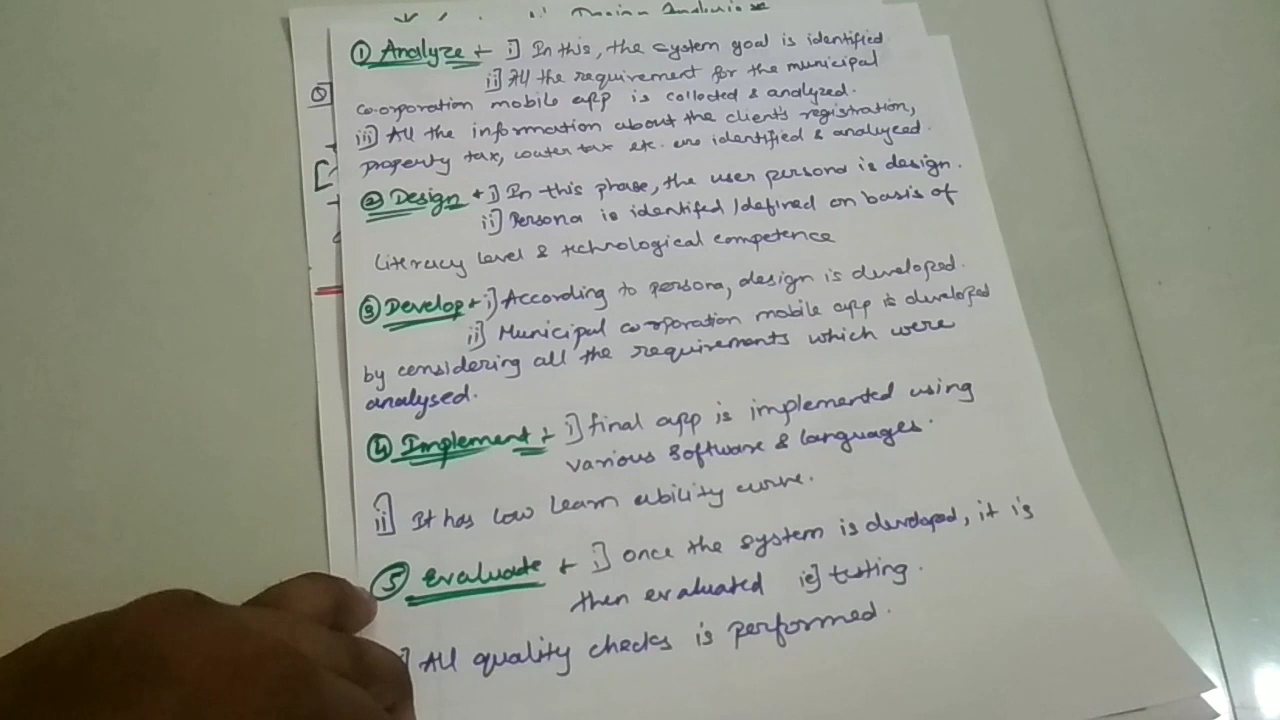 ① Analyze → i] In this, the system goal is identified
ii] All the requirement for the municipal
co-orporation mobile app is collected & analyzed.
iii] All the information about the client's registration,
property tax, water tax etc. are identified & analyced.
② Design → i] In this phase, the user persona is design.
ii] Persona is identifed / defined on basis of
literacy level & technological competence
③ Develop → i] According to persona, design is developed.
ii] Municipal co-orporation mobile app is developed
by considering all the requirements which were
analysed.
④ Implement → i] final app is implemented using
various software & languages.
ii] It has low learn ability curve.
⑤ evaluate → i] once the system is developed, it is
then evaluated ie] testing.
All quality checks is performed.